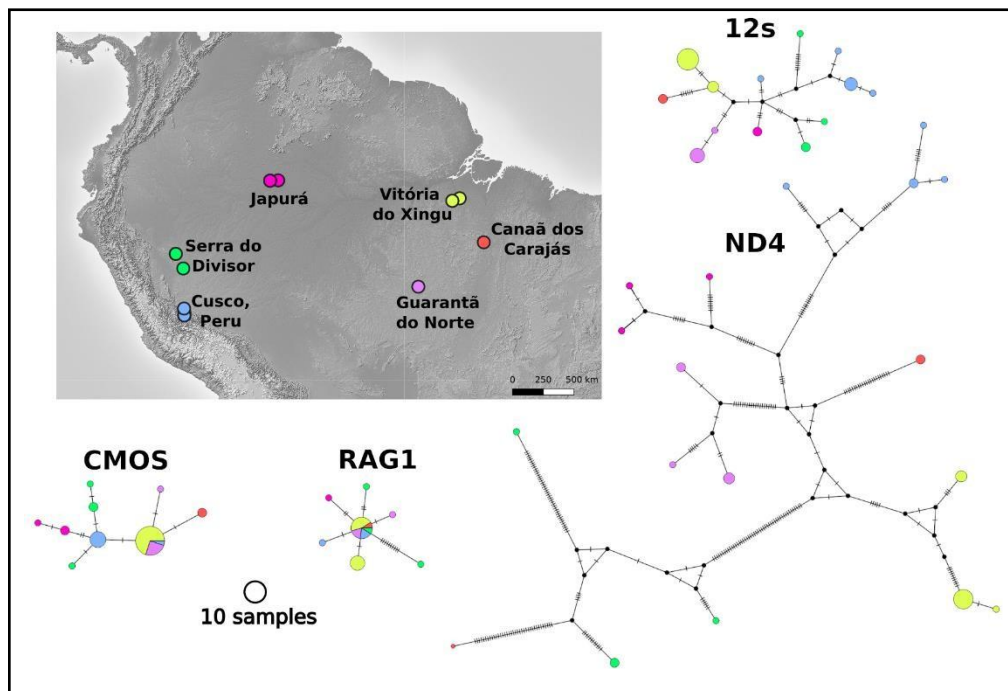 12s
Japurá
Vitória
do Xingu
Canaã dos
Carajás
Serra do
Divisor
Cusco,
Peru
Guarantã
do Norte
0 250 500 km
ND4
CMOS
RAG1
10 samples